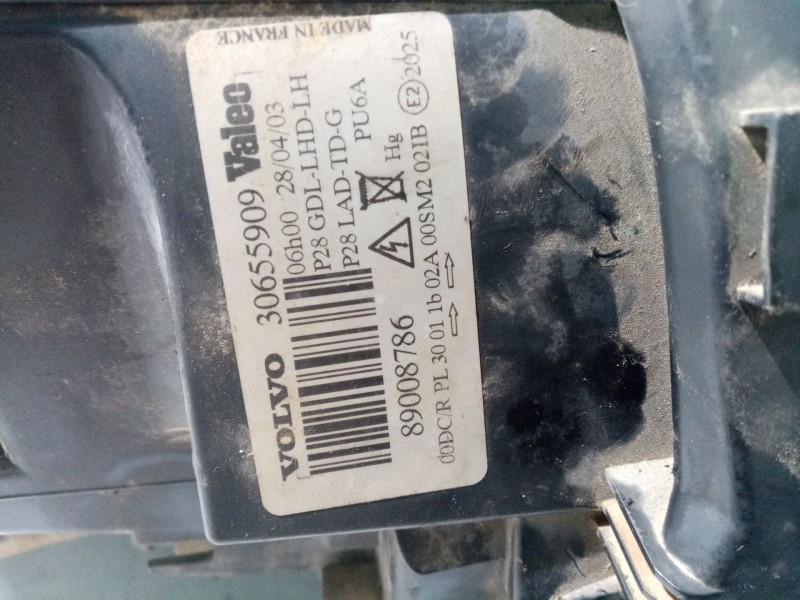 VOLVO 30655909 Valeo
06h00 28/04/03
P28 GDL-LHD-LH
P28 LAD-TD-G
PU6A
Hg
89008786
00DC/R PL 30 01 1b 02A 00SM2 02IB E2 2025
MADE IN FRANCE